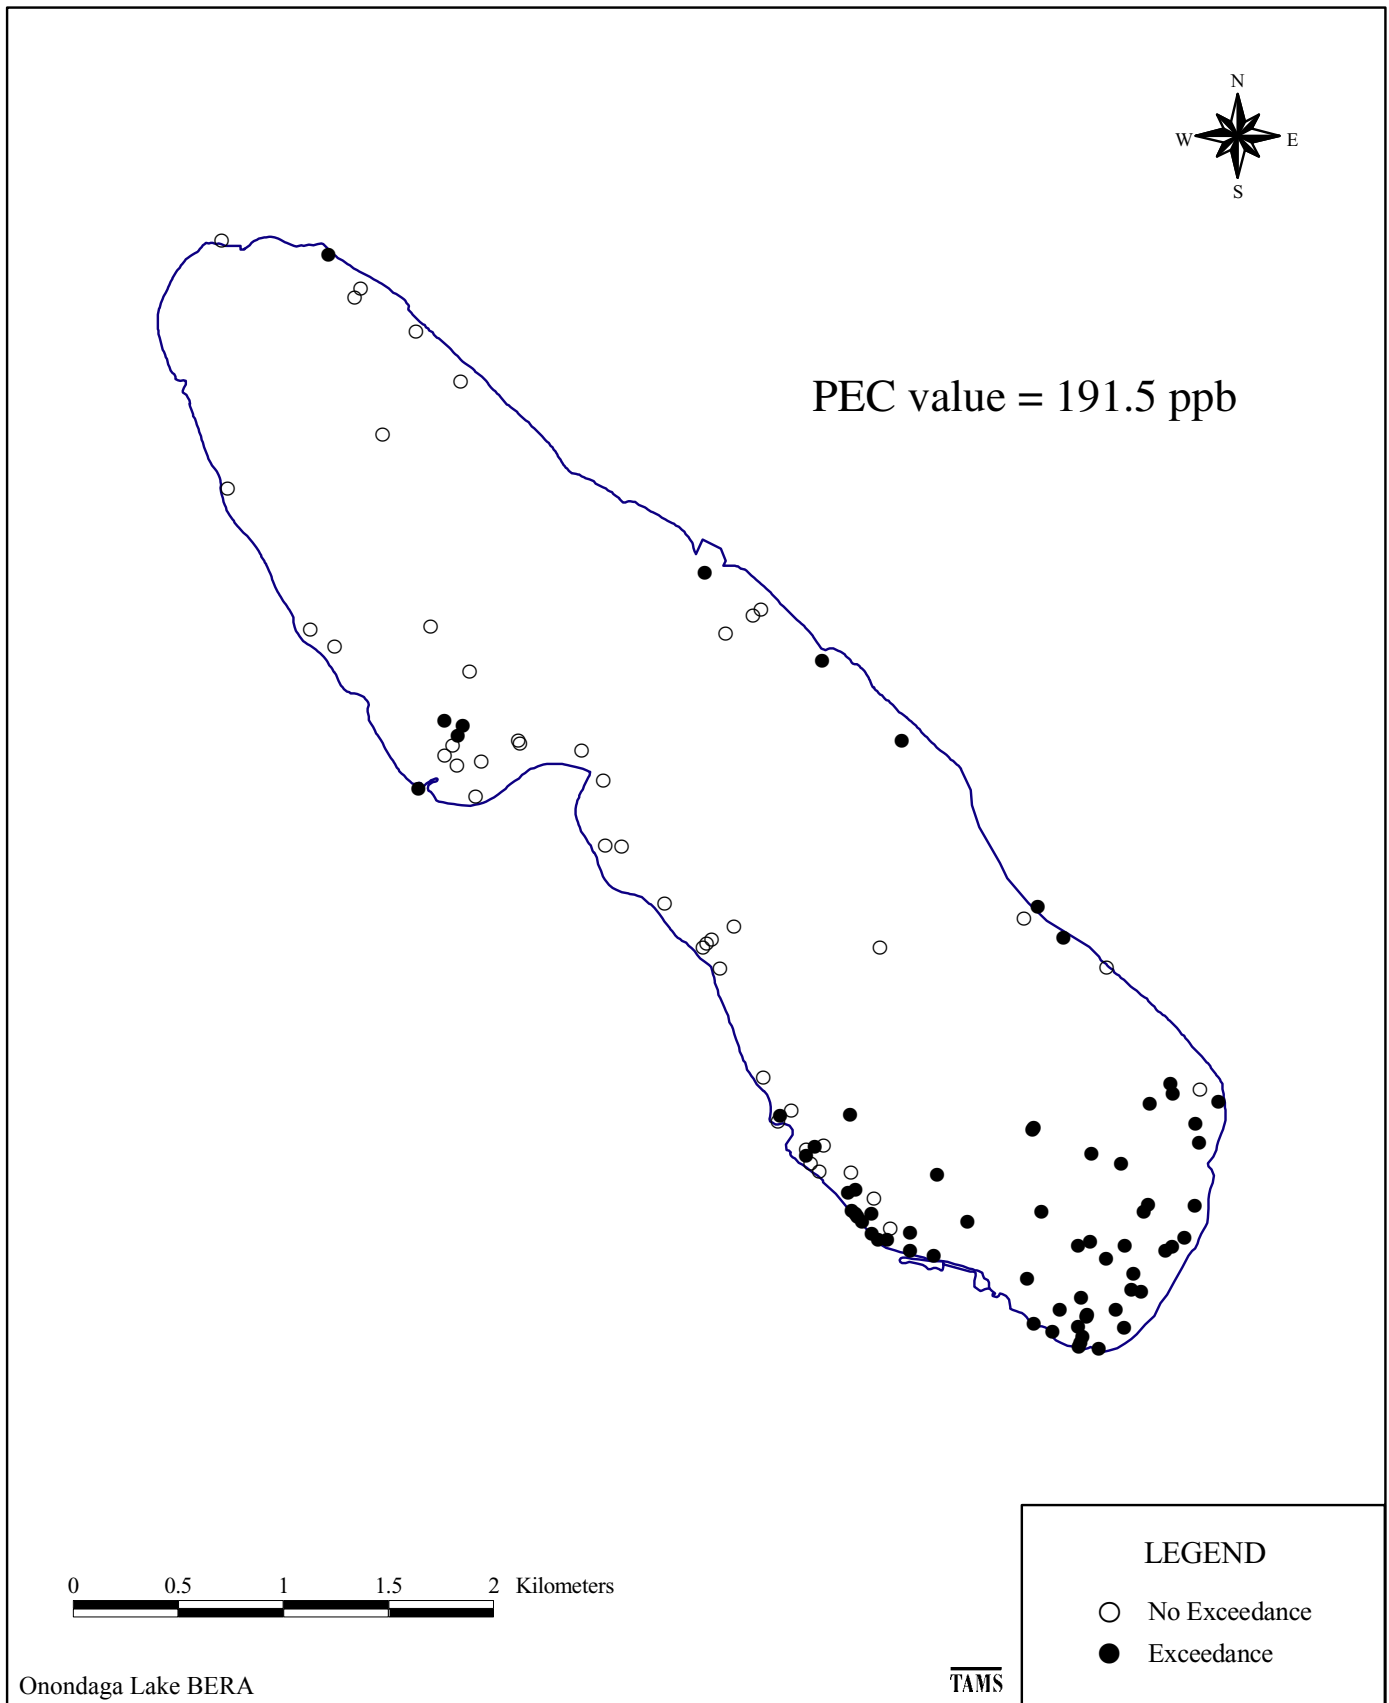 N
W E
S
PEC value = 191.5 ppb
0 0.5 1 1.5 2 Kilometers
LEGEND
No Exceedance
Exceedance
TAMS
Onondaga Lake BERA